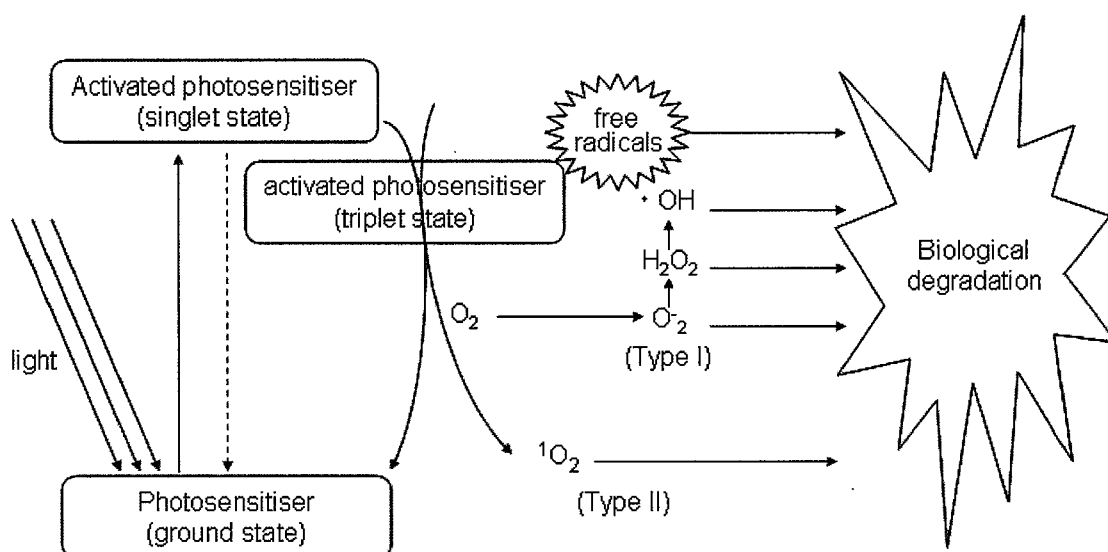 Activated photosensitiser
(singlet state)
free
radicals
activated photosensitiser
(triplet state)
· OH
H₂O₂
Biological
degradation
O₂
O⁻₂
(Type I)
light
¹O₂
(Type II)
Photosensitiser
(ground state)